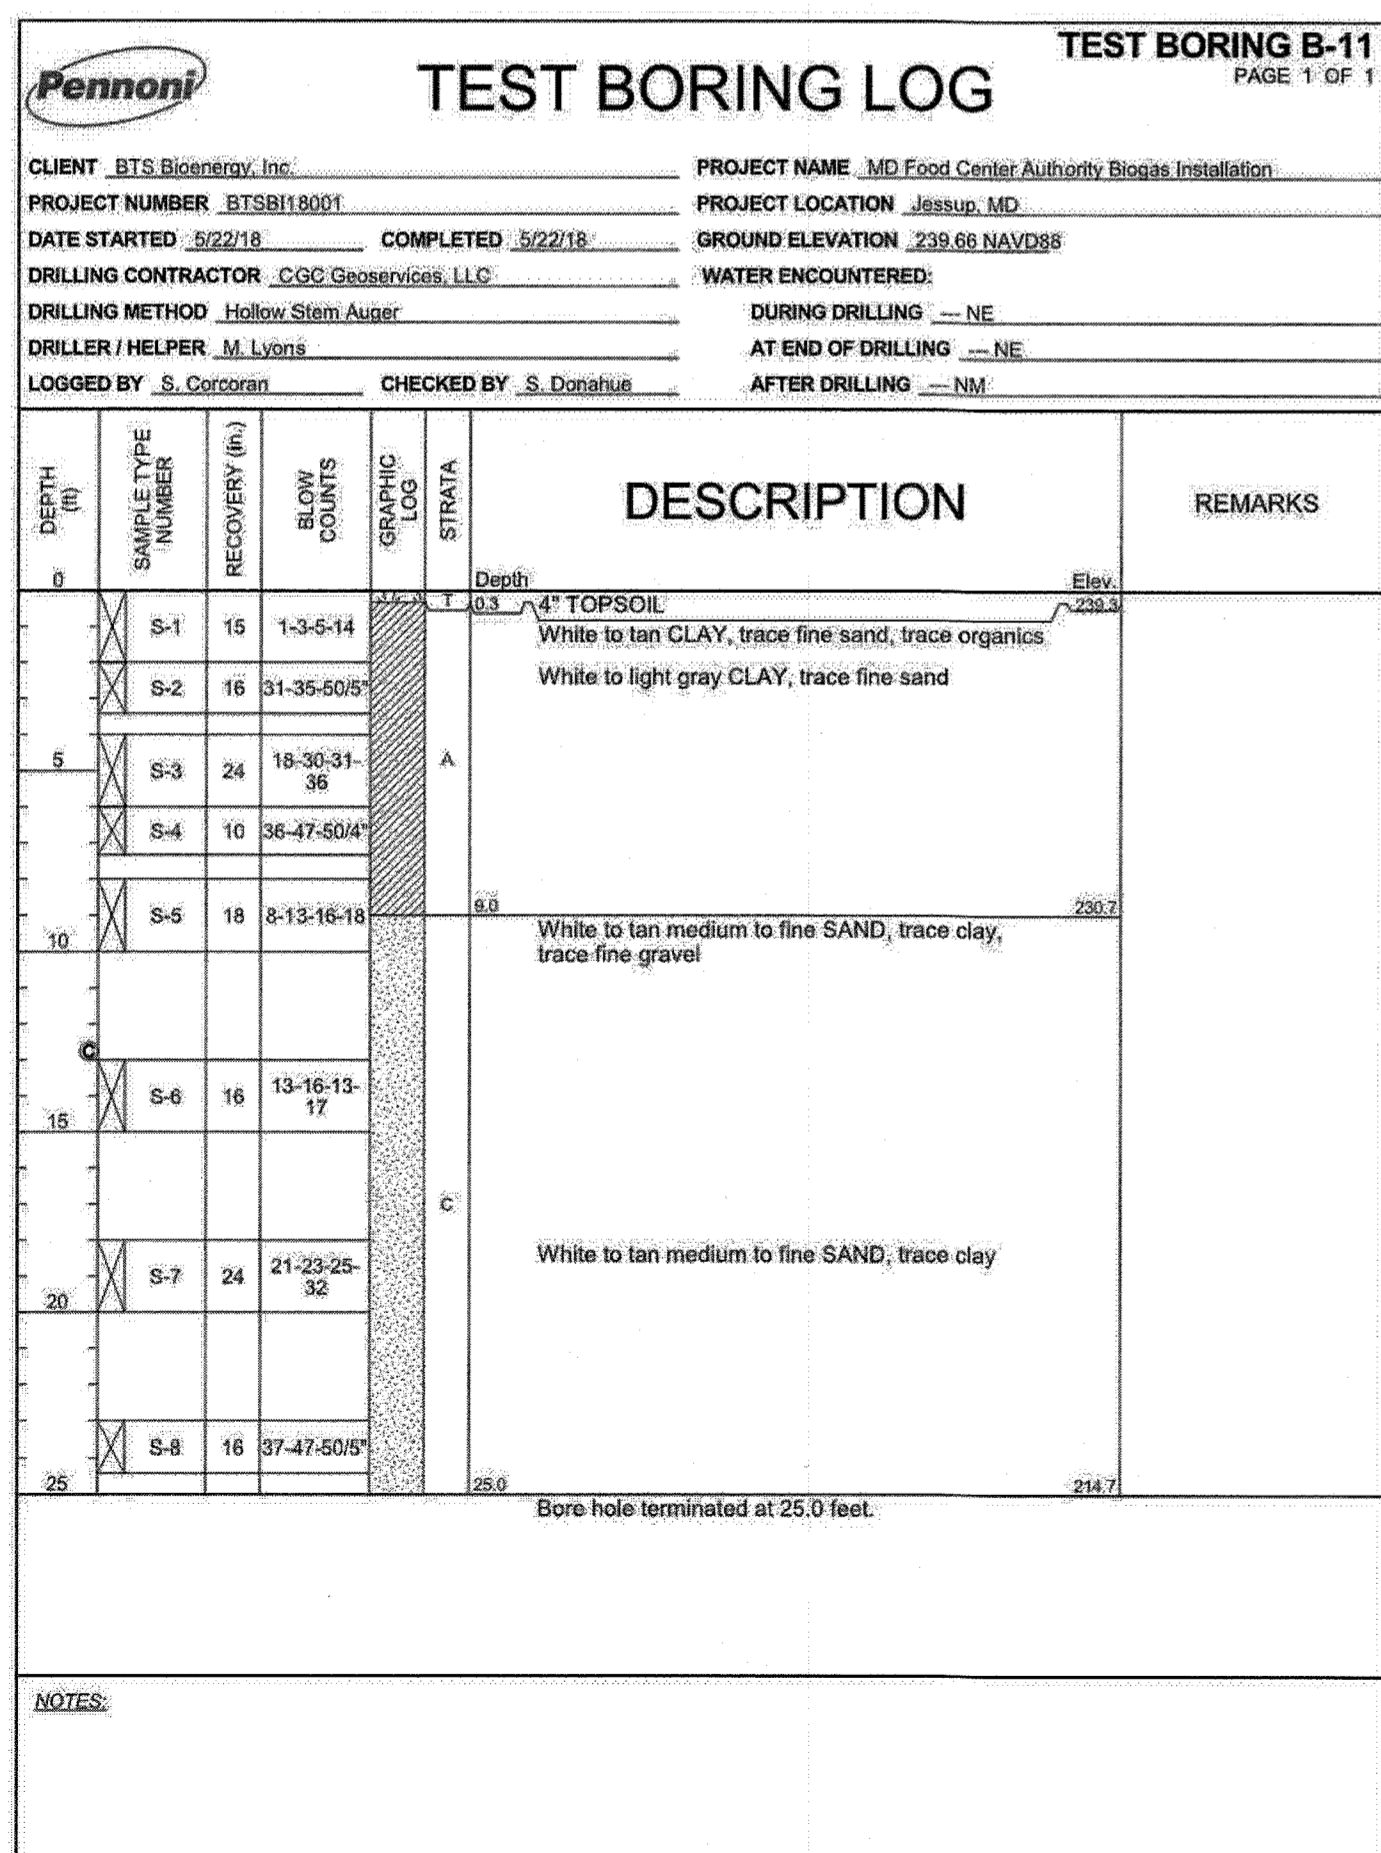 TEST BORING B-11
PAGE 1 OF 1
Pennoni
TEST BORING LOG
CLIENT BTS Bioenergy, Inc. PROJECT NAME MD Food Center Authority Biogas Installation
PROJECT NUMBER BTSBI18001 PROJECT LOCATION Jessup, MD
DATE STARTED 5/22/18 COMPLETED 5/22/18 GROUND ELEVATION 239.66 NAVD88
DRILLING CONTRACTOR CGC Geoservices, LLC WATER ENCOUNTERED:
DRILLING METHOD Hollow Stem Auger DURING DRILLING --- NE
DRILLER / HELPER M. Lyons AT END OF DRILLING --- NE
LOGGED BY S. Corcoran CHECKED BY S. Donahue AFTER DRILLING --- NM
DEPTH (ft) SAMPLE TYPE NUMBER RECOVERY (in.) BLOW COUNTS GRAPHIC LOG STRATA DESCRIPTION REMARKS
0 Depth Elev.
T 0.3 4" TOPSOIL 239.3
S-1 15 1-3-5-14 White to tan CLAY, trace fine sand, trace organics
S-2 16 31-35-50/5" White to light gray CLAY, trace fine sand
5 S-3 24 18-30-31-36 A
S-4 10 36-47-50/4"
9.0 230.7
S-5 18 8-13-16-18 White to tan medium to fine SAND, trace clay,
10 trace fine gravel
C
S-6 16 13-16-13-17
15
C
White to tan medium to fine SAND, trace clay
S-7 24 21-23-25-32
20
S-8 16 37-47-50/5"
25 25.0 214.7
Bore hole terminated at 25.0 feet.
NOTES: